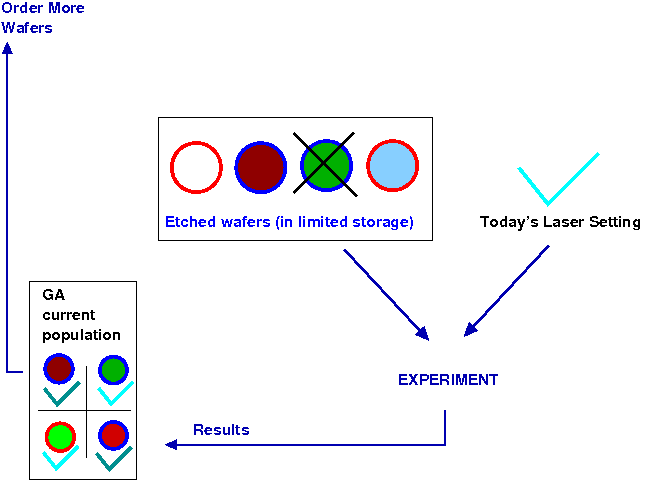 Order More
Wafers
Etched wafers (in limited storage)
Today's Laser Setting
GA
current
population
EXPERIMENT
Results